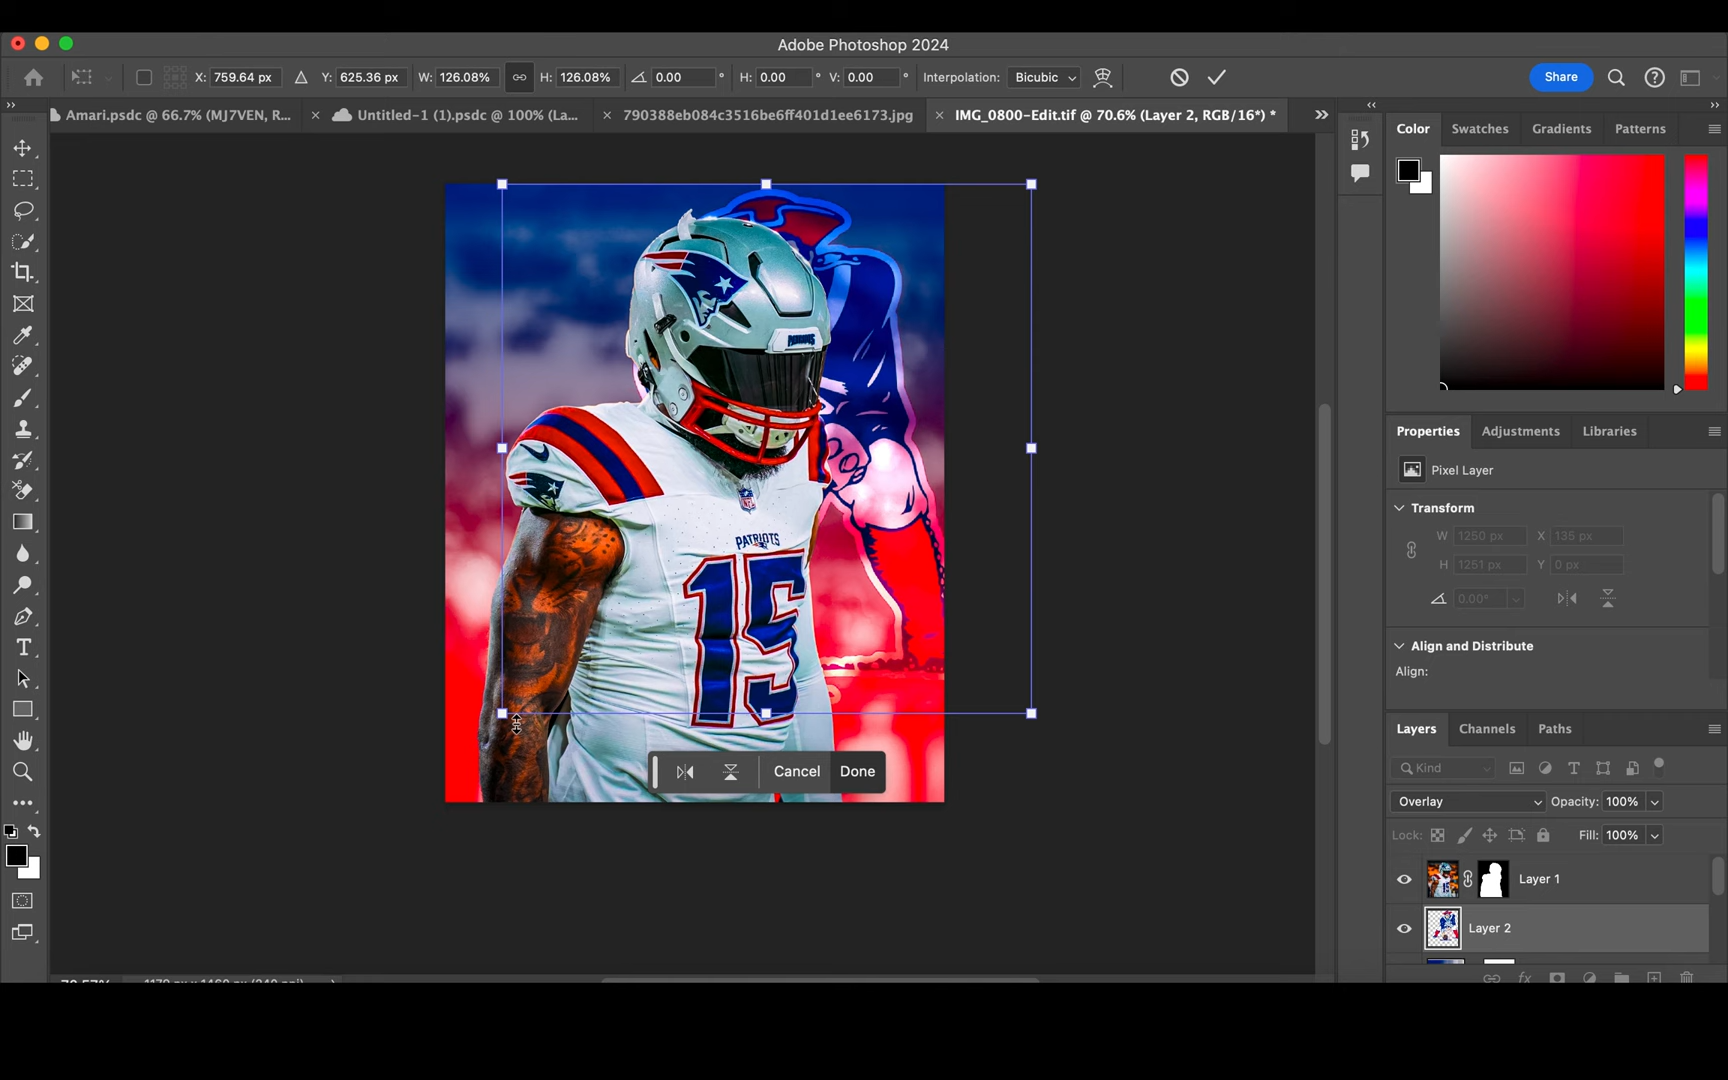 Adobe Photoshop 2024
X: 759.64 px Y: 625.36 px W: 126.08% H: 126.08% 0.00 ° H: 0.00 ° V: 0.00 ° Interpolation: Bicubic Share
Amari.psdc @ 66.7% (MJ7VEN, R... × Untitled-1 (1).psdc @ 100% (La... × 790388eb084c3516be6ff401d1ee6173.jpg × IMG_0800-Edit.tif @ 70.6% (Layer 2, RGB/16*) *
Color Swatches Gradients Patterns
PATRIOTS
NFL
PATRIOTS
15
Properties Adjustments Libraries
Pixel Layer
Transform
W 1250 px X 135 px
H 1251 px Y 0 px
0.00°
Align and Distribute
Align:
Layers Channels Paths
Kind
Overlay Opacity: 100%
Lock: Fill: 100%
Layer 1
Layer 2
Cancel Done